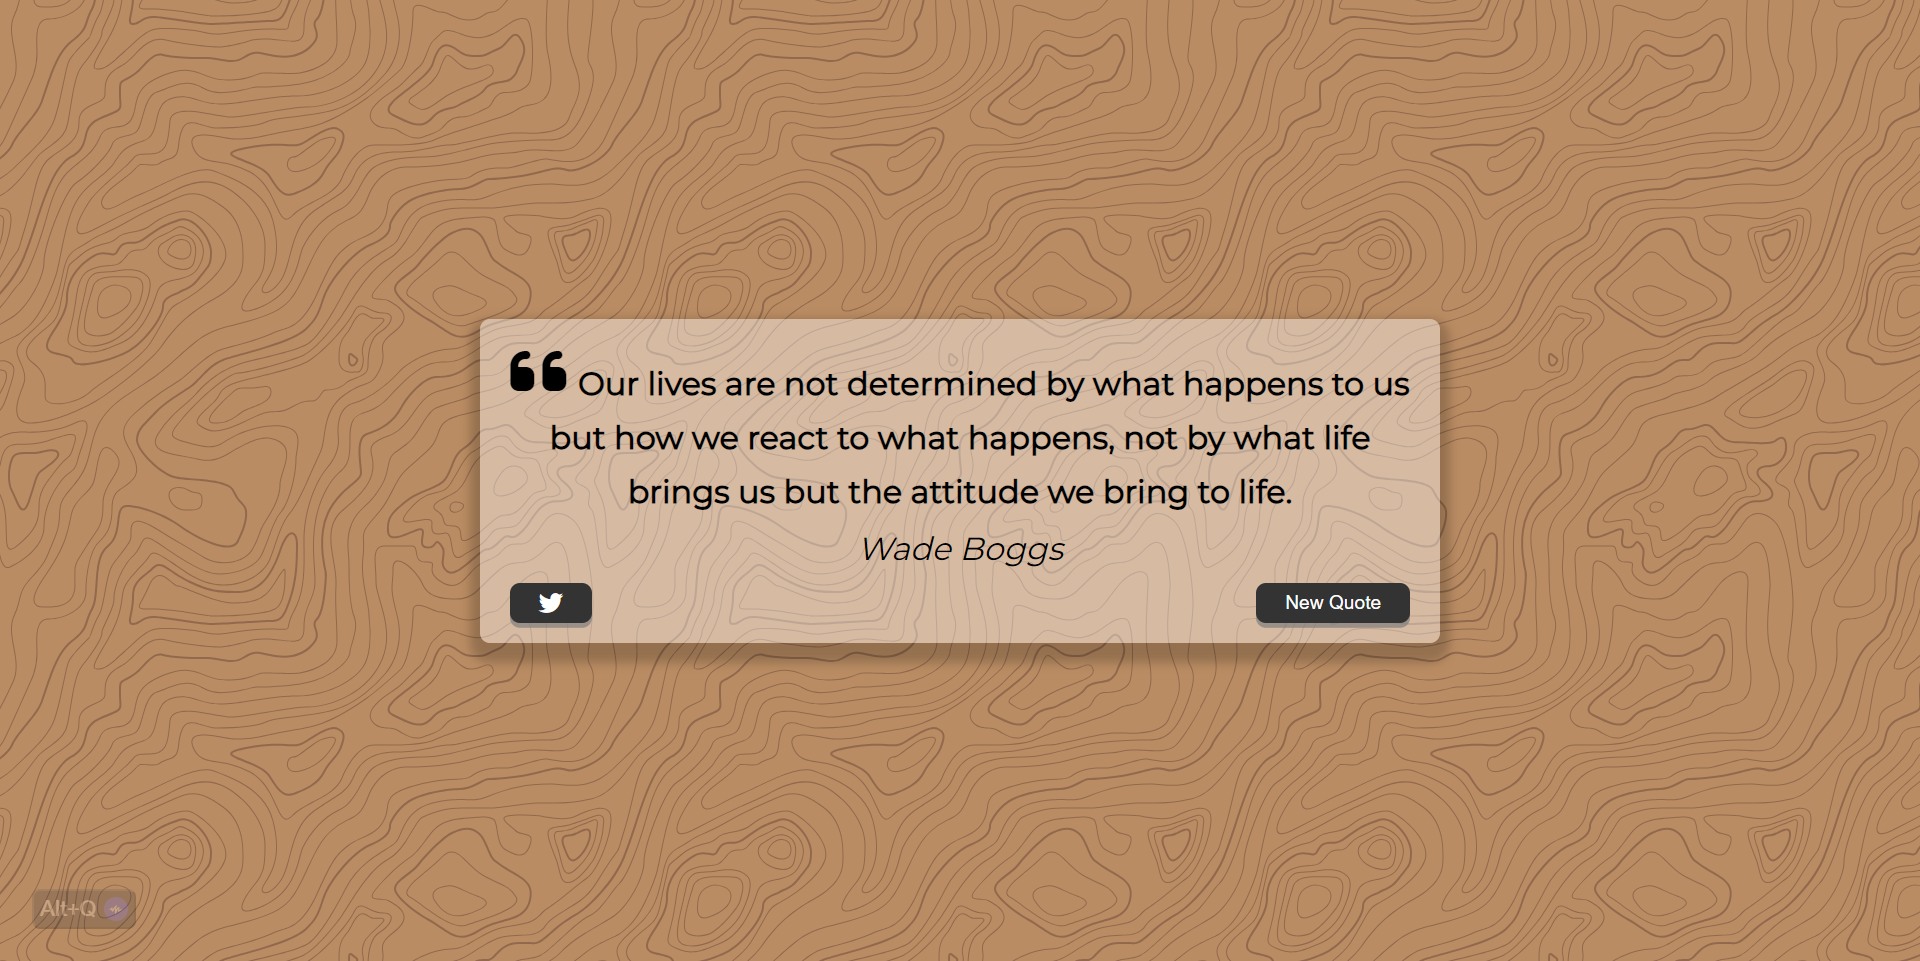 Our lives are not determined by what happens to us
but how we react to what happens, not by what life
brings us but the attitude we bring to life.
Wade Boggs
New Quote
Alt+Q